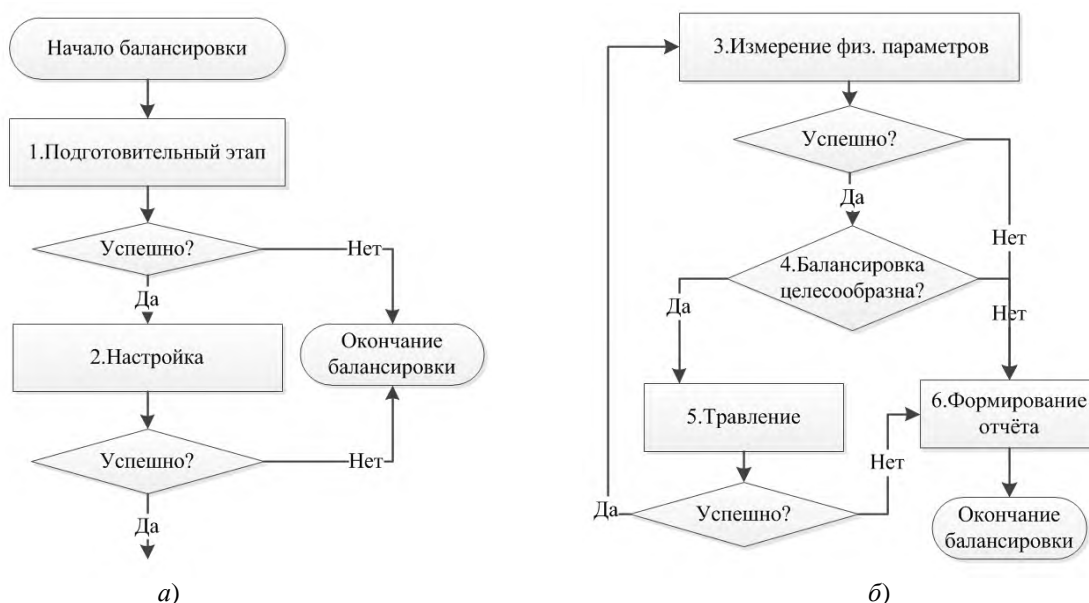 Начало балансировки
1.Подготовительный этап
Успешно?
Нет
Да
2.Настройка
Окончание
балансировки
Успешно?
Нет
Да
а)
3.Измерение физ. параметров
Успешно?
Да
Нет
4.Балансировка
целесообразна?
Да
Нет
5.Травление
6.Формирование
отчёта
Нет
Да
Успешно?
Окончание
балансировки
б)